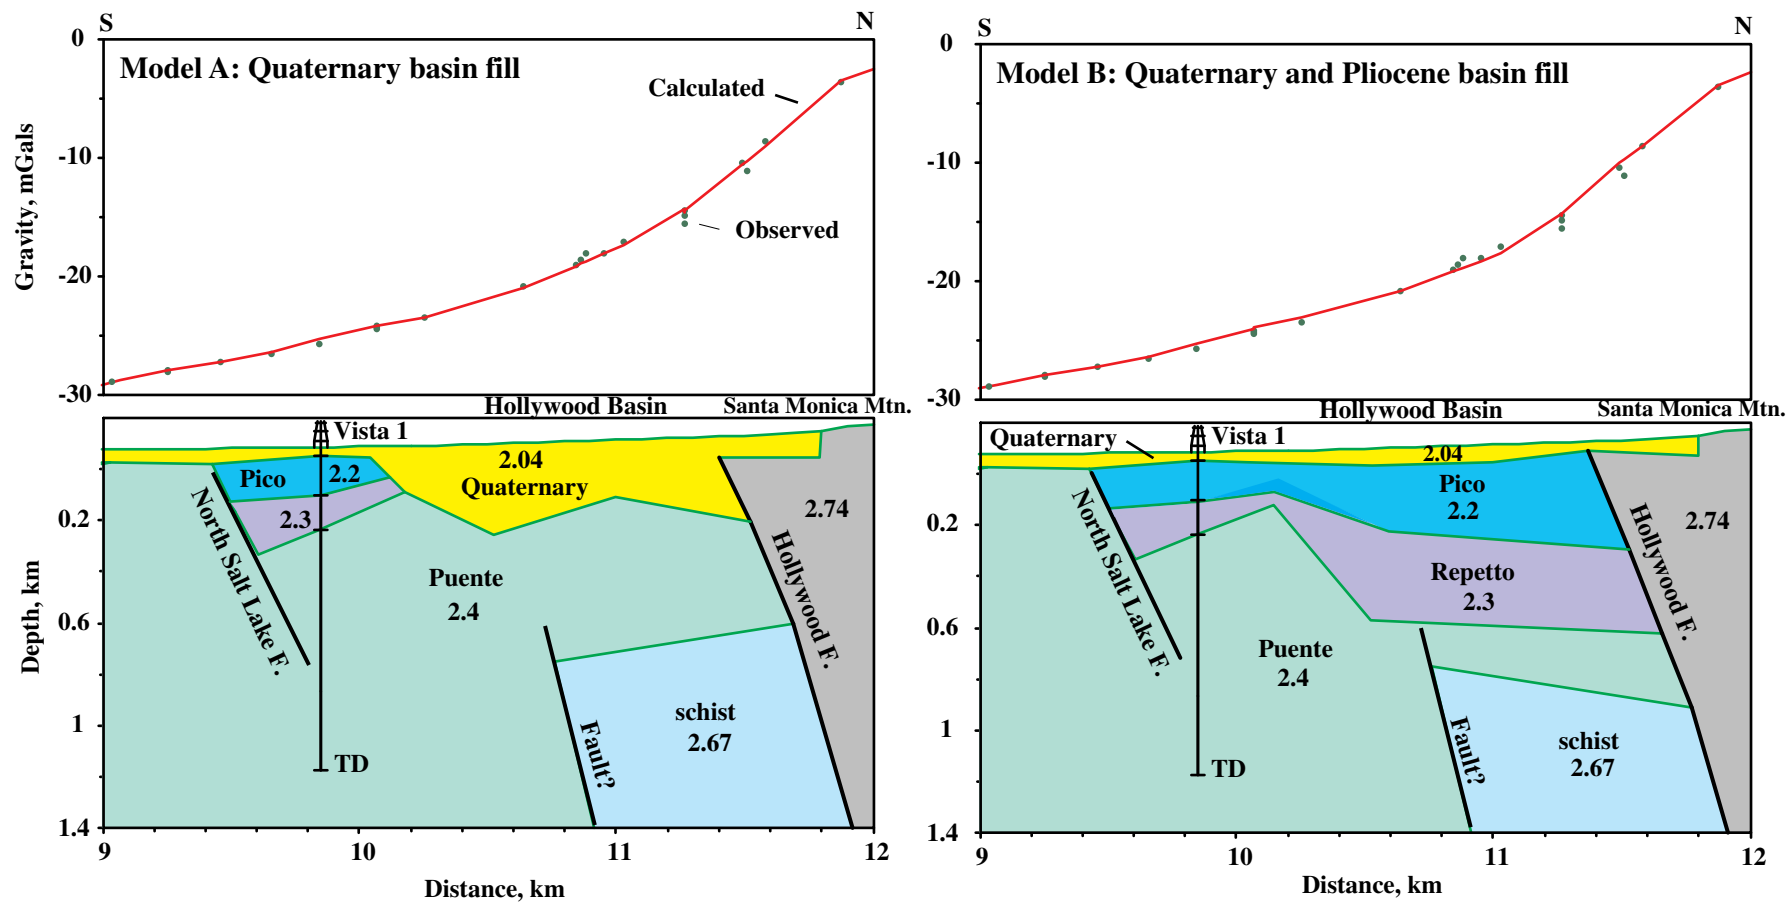 S
N
0
-10
-20
-30
Gravity, mGals
Model A: Quaternary basin fill
Calculated
Observed
Hollywood Basin
Santa Monica Mtn.
Vista 1
2.04
Quaternary
Pico
2.2
2.3
2.74
North Salt Lake F.
Hollywood F.
Puente
2.4
schist
2.67
Fault?
TD
0.2
0.6
1
1.4
Depth, km
9
10
11
12
Distance, km
S
N
0
-10
-20
-30
Model B: Quaternary and Pliocene basin fill
Hollywood Basin
Santa Monica Mtn.
Quaternary
Vista 1
2.04
Pico
2.2
2.74
North Salt Lake F.
Hollywood F.
Repetto
2.3
Puente
2.4
schist
2.67
Fault?
TD
0.2
0.6
1
1.4
9
10
11
12
Distance, km